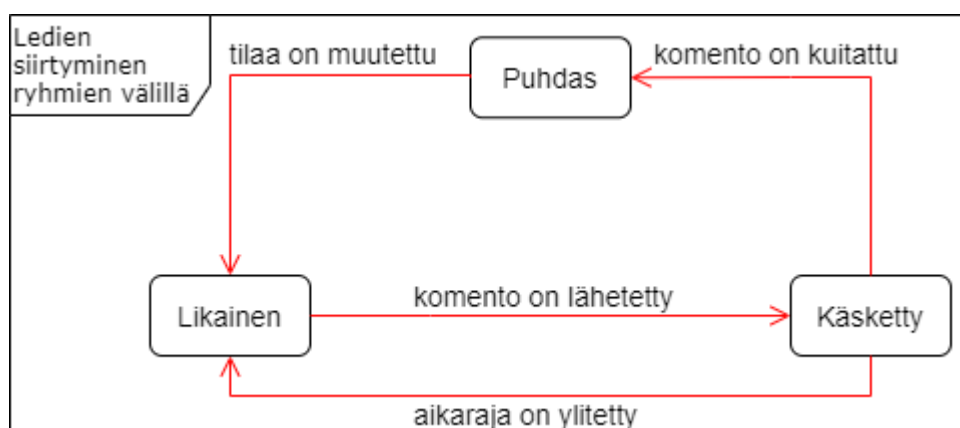 Ledien
siirtyminen
ryhmien välillä
tilaa on muutettu
Puhdas
komento on kuitattu
Likainen
komento on lähetetty
Käsketty
aikaraja on ylitetty